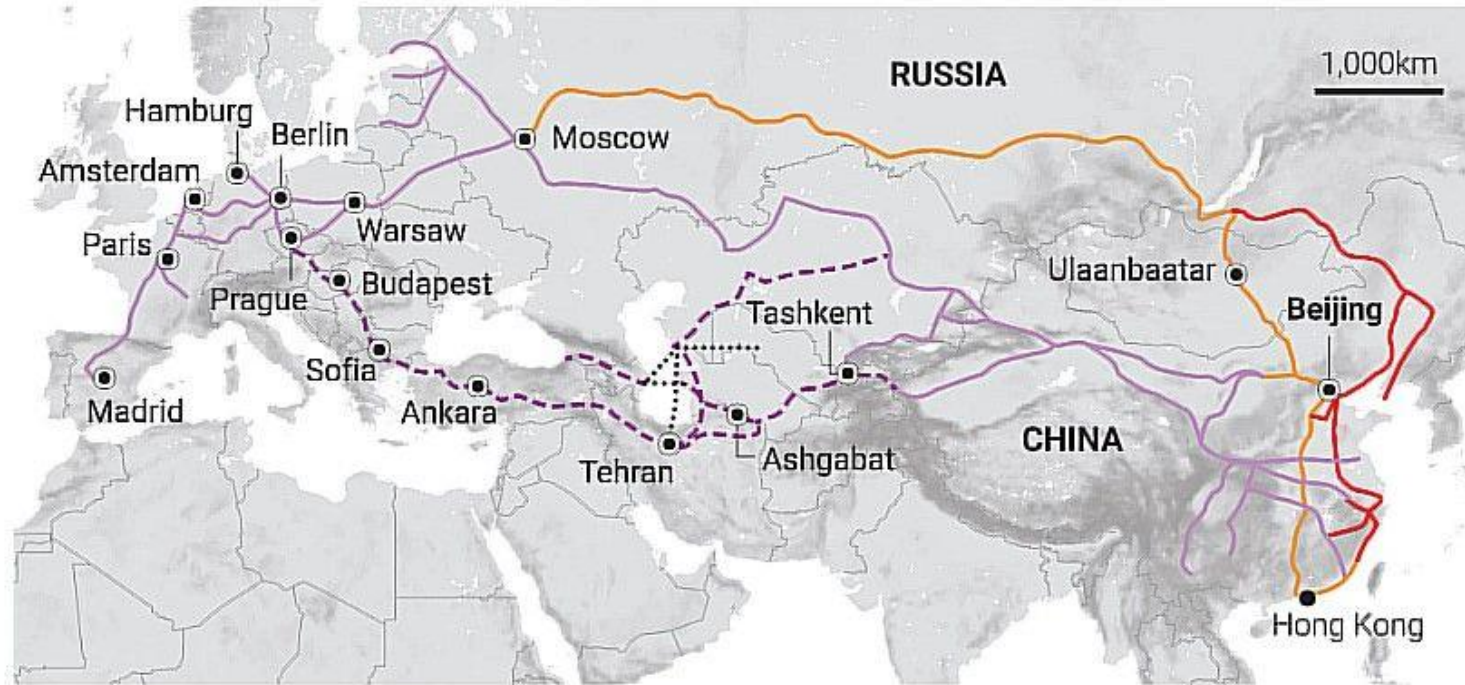 RUSSIA
1,000km
Hamburg
Berlin
Moscow
Amsterdam
Warsaw
Paris
Ulaanbaatar
Budapest
Prague
Tashkent
Beijing
Sofia
Madrid
Ankara
CHINA
Tehran
Ashgabat
Hong Kong